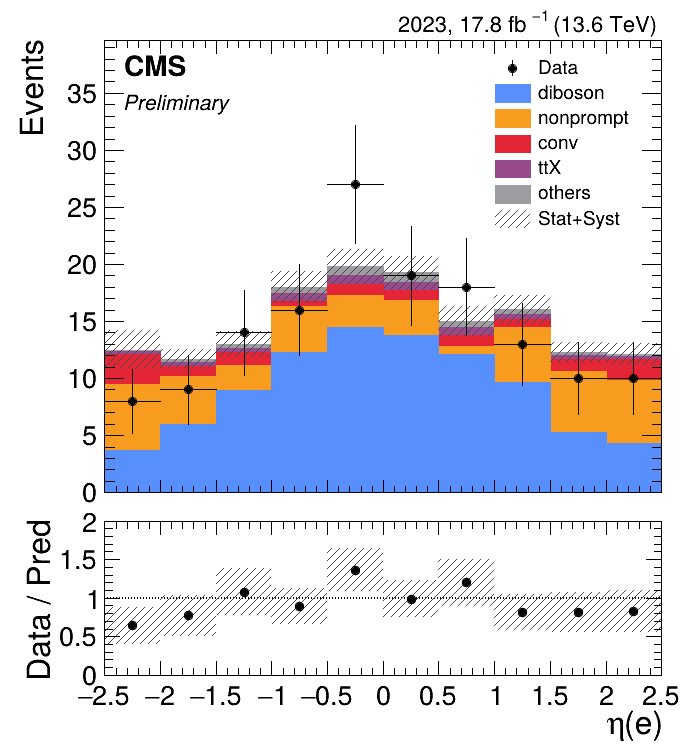 2023, 17.8 fb⁻¹ (13.6 TeV)
CMS
Preliminary
Events
Data
diboson
nonprompt
conv
ttX
others
Stat+Syst
35
30
25
20
15
10
5
0
Data / Pred
2
1.5
1
0.5
0
−2.5 −2 −1.5 −1 −0.5 0 0.5 1 1.5 2 2.5
η(e)